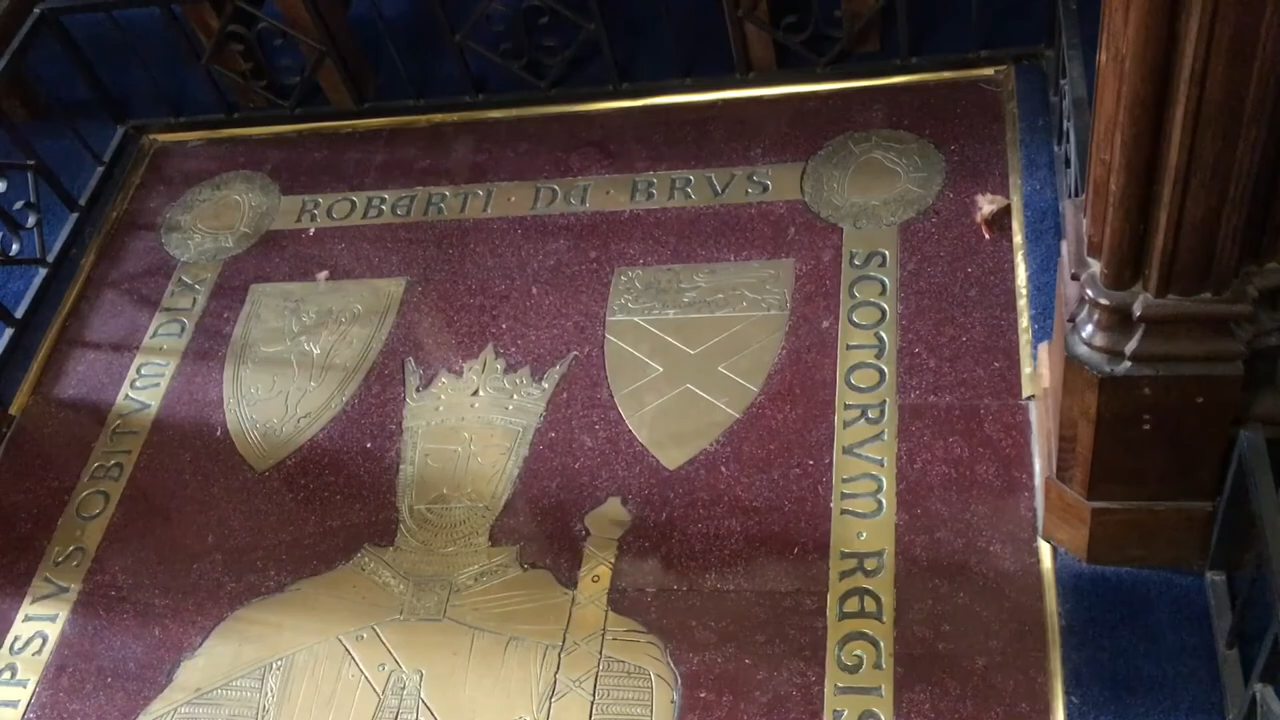 ROBERTI · DE · BRVS
SCOTORVM · REGIS
IPSIVS · OBITVM · DLX